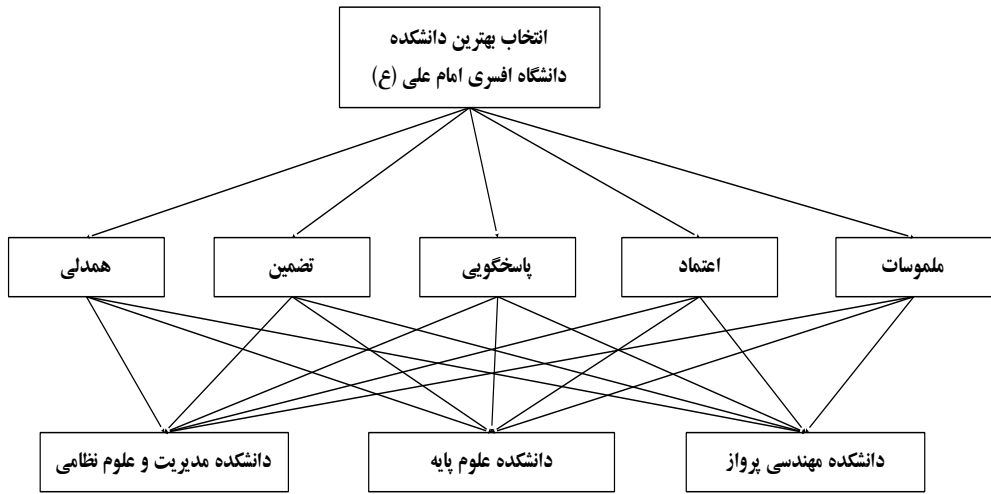 انتخاب بهترین دانشکده
دانشگاه افسری امام علی (ع)
ملموسات
اعتماد
پاسخگویی
تضمین
همدلی
دانشکده مهندسی پرواز
دانشکده علوم پایه
دانشکده مدیریت و علوم نظامی